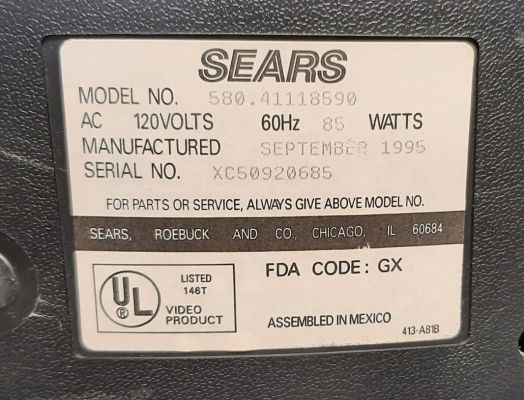 SEARS
MODEL NO. 580.41118590
AC 120VOLTS 60Hz 85 WATTS
MANUFACTURED SEPTEMBER 1995
SERIAL NO. XC50920685
FOR PARTS OR SERVICE, ALWAYS GIVE ABOVE MODEL NO.
SEARS, ROEBUCK AND CO., CHICAGO, IL 60684
UL ®
LISTED
146T
VIDEO
PRODUCT
FDA CODE: GX
ASSEMBLED IN MEXICO
413-A81B